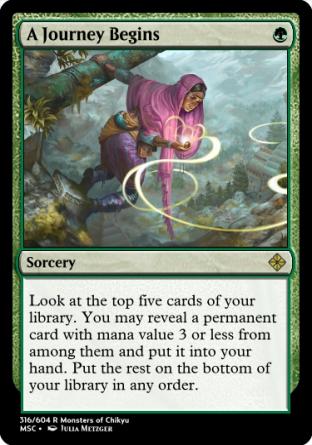 A Journey Begins
Sorcery
Look at the top five cards of your
library. You may reveal a permanent
card with mana value 3 or less from
among them and put it into your
hand. Put the rest on the bottom of
your library in any order.
316/604 R Monsters of Chikyu
MSC • Julia Metzger